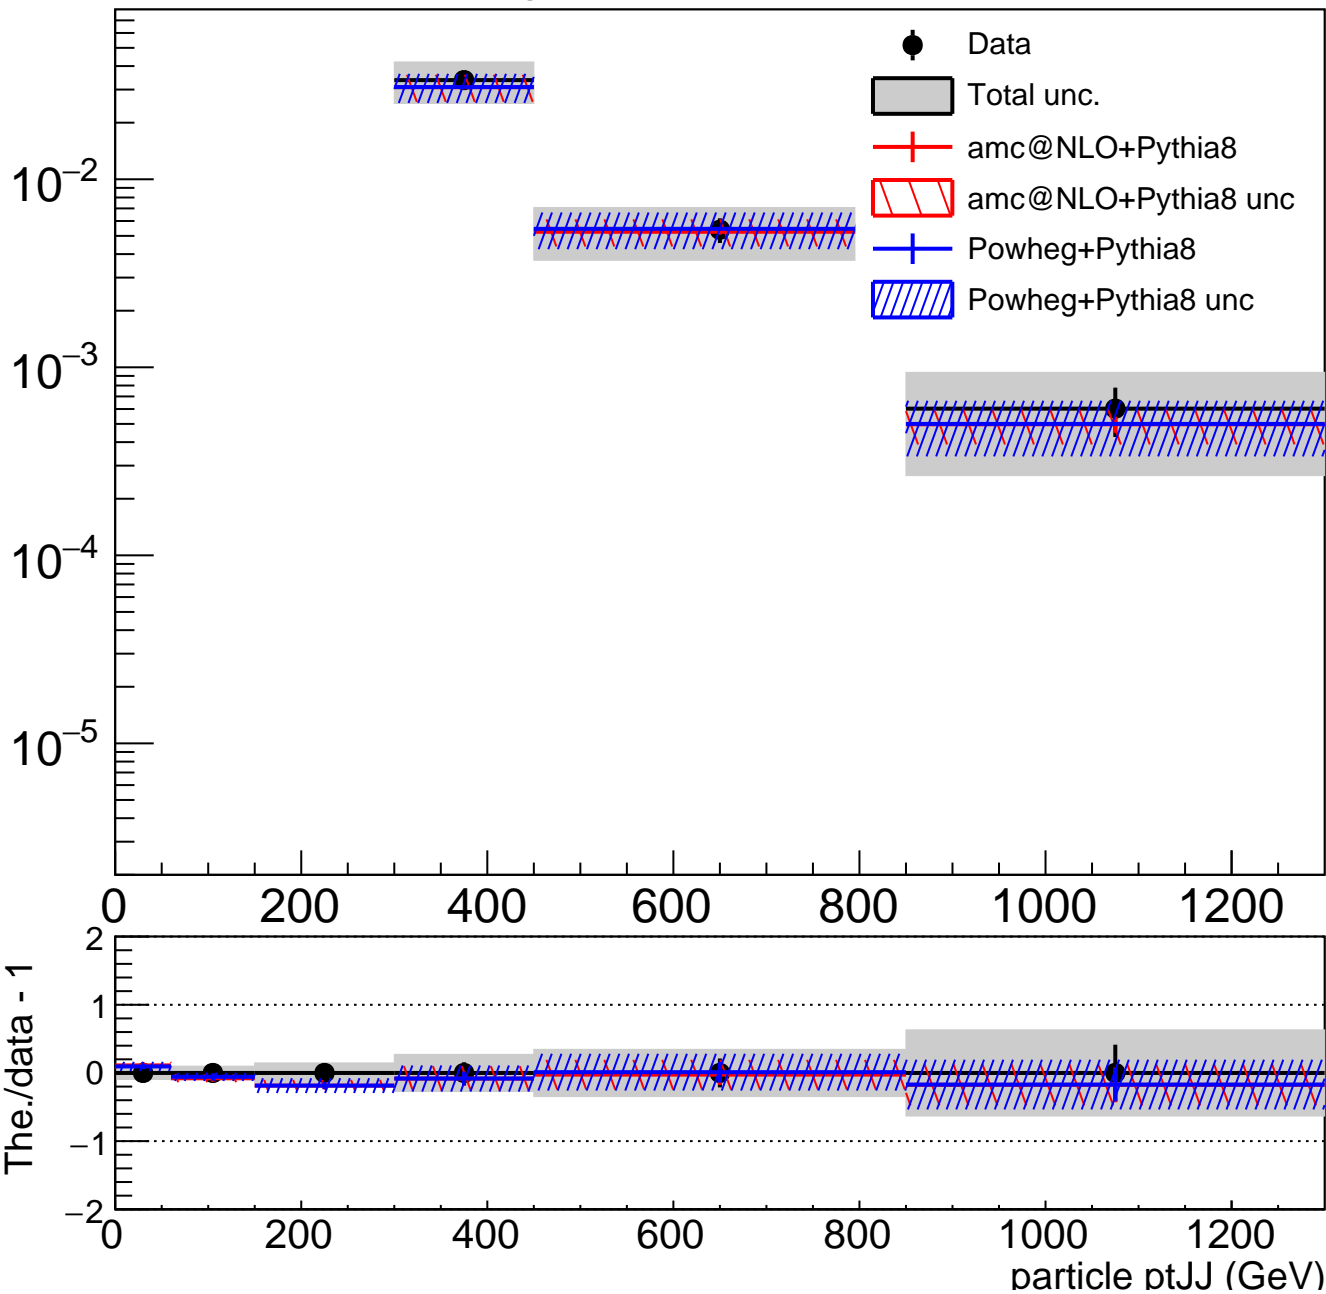 Data
Total unc.
amc@NLO+Pythia8
amc@NLO+Pythia8 unc
Powheg+Pythia8
Powheg+Pythia8 unc
10⁻²
10⁻³
10⁻⁴
10⁻⁵
0 200 400 600 800 1000 1200
The./data - 1
2
1
0
−1
−2
0 200 400 600 800 1000 1200
particle ptJJ (GeV)